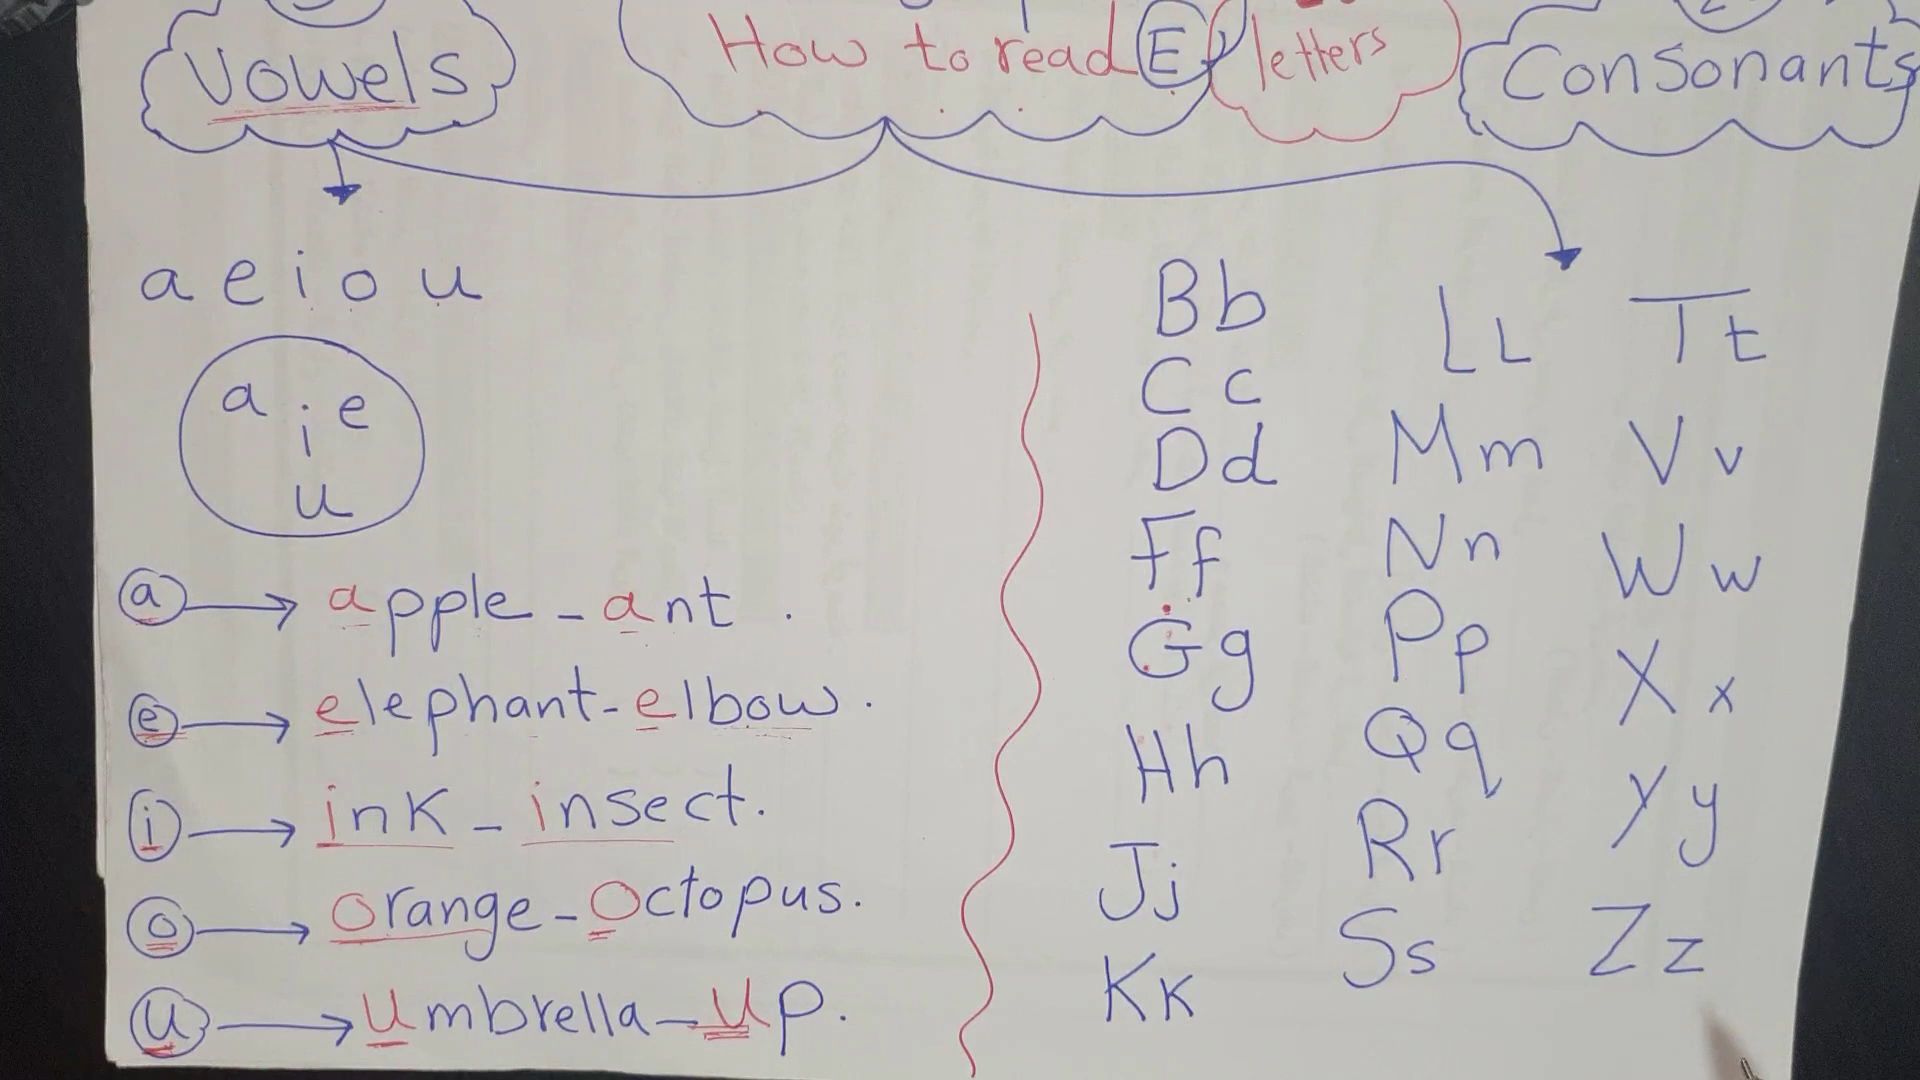 Vowels
How to read E letters
Consonants
a e i o u
a i e
u
a → apple - ant.
e → elephant - elbow.
i → ink - insect.
o → orange - octopus.
u → umbrella - up.
Bb
Cc
Dd
Ff
Gg
Hh
Jj
Kk
LL
Mm
Nn
Pp
Qq
Rr
Ss
Tt
Vv
Ww
Xx
Yy
Zz